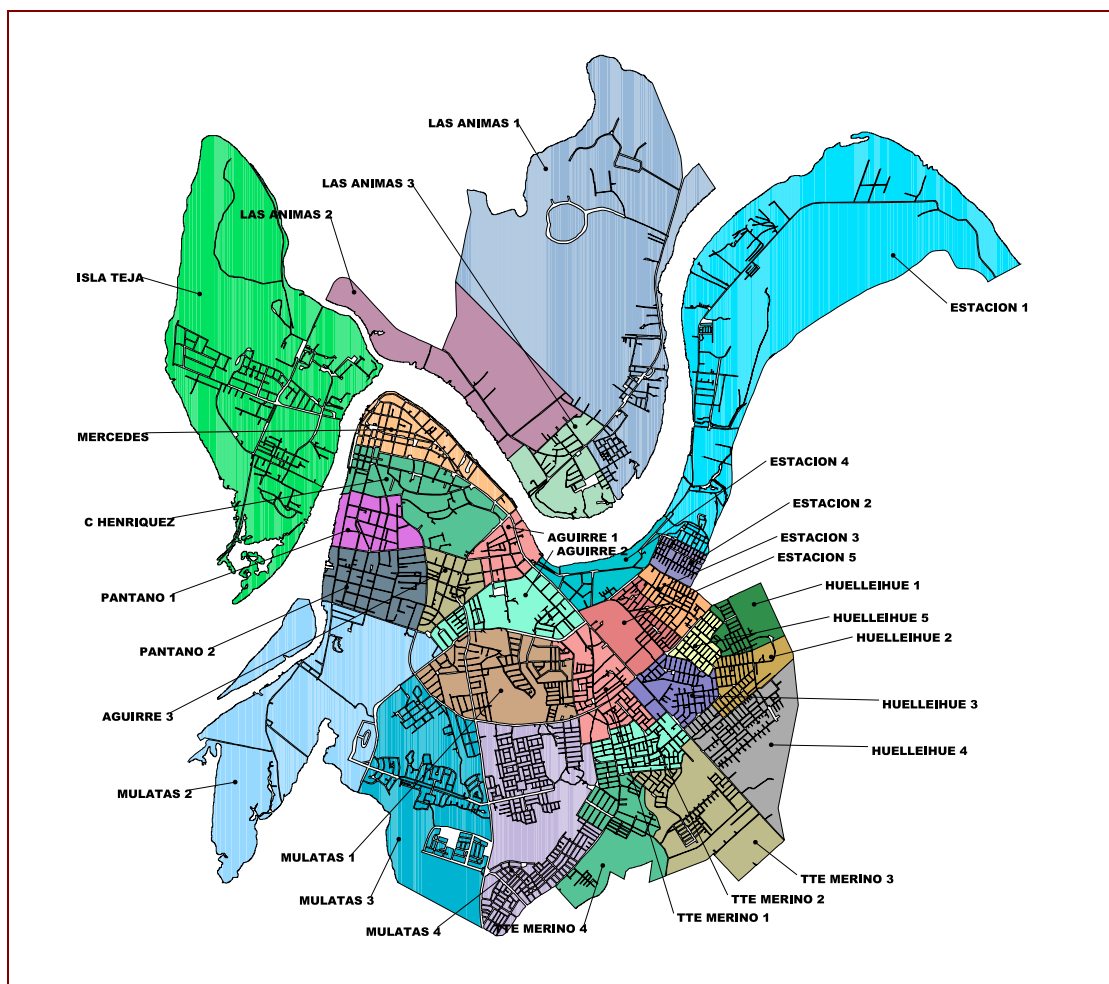 LAS ANIMAS 1
LAS ANIMAS 3
LAS ANIMAS 2
ISLA TEJA
ESTACION 1
MERCEDES
ESTACION 4
ESTACION 2
C HENRIQUEZ
AGUIRRE 1
ESTACION 3
AGUIRRE 2
ESTACION 5
HUELLEIHUE 1
PANTANO 1
HUELLEIHUE 5
HUELLEIHUE 2
PANTANO 2
HUELLEIHUE 3
AGUIRRE 3
HUELLEIHUE 4
MULATAS 2
MULATAS 1
TTE MERINO 3
MULATAS 3
TTE MERINO 2
TTE MERINO 1
MULATAS 4
TTE MERINO 4